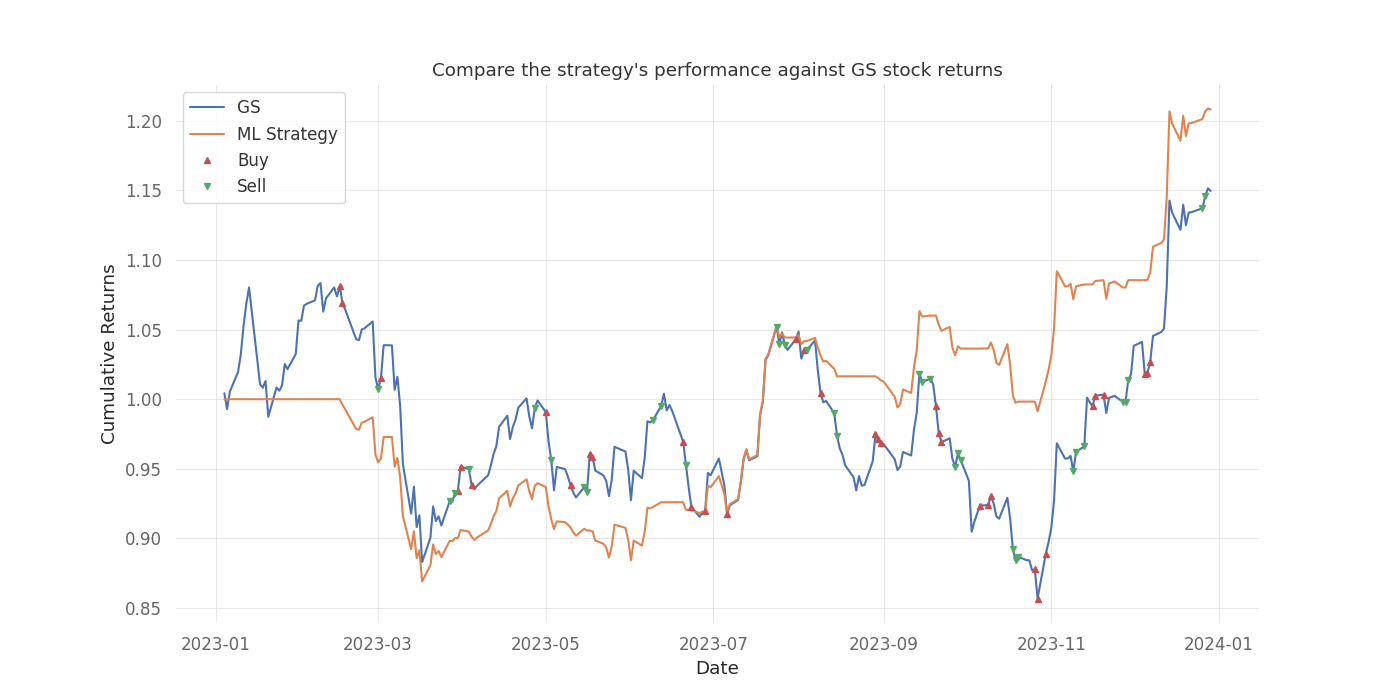 Compare the strategy's performance against GS stock returns
GS
ML Strategy
Buy
Sell
Cumulative Returns
1.20
1.15
1.10
1.05
1.00
0.95
0.90
0.85
2023-01
2023-03
2023-05
2023-07
2023-09
2023-11
2024-01
Date